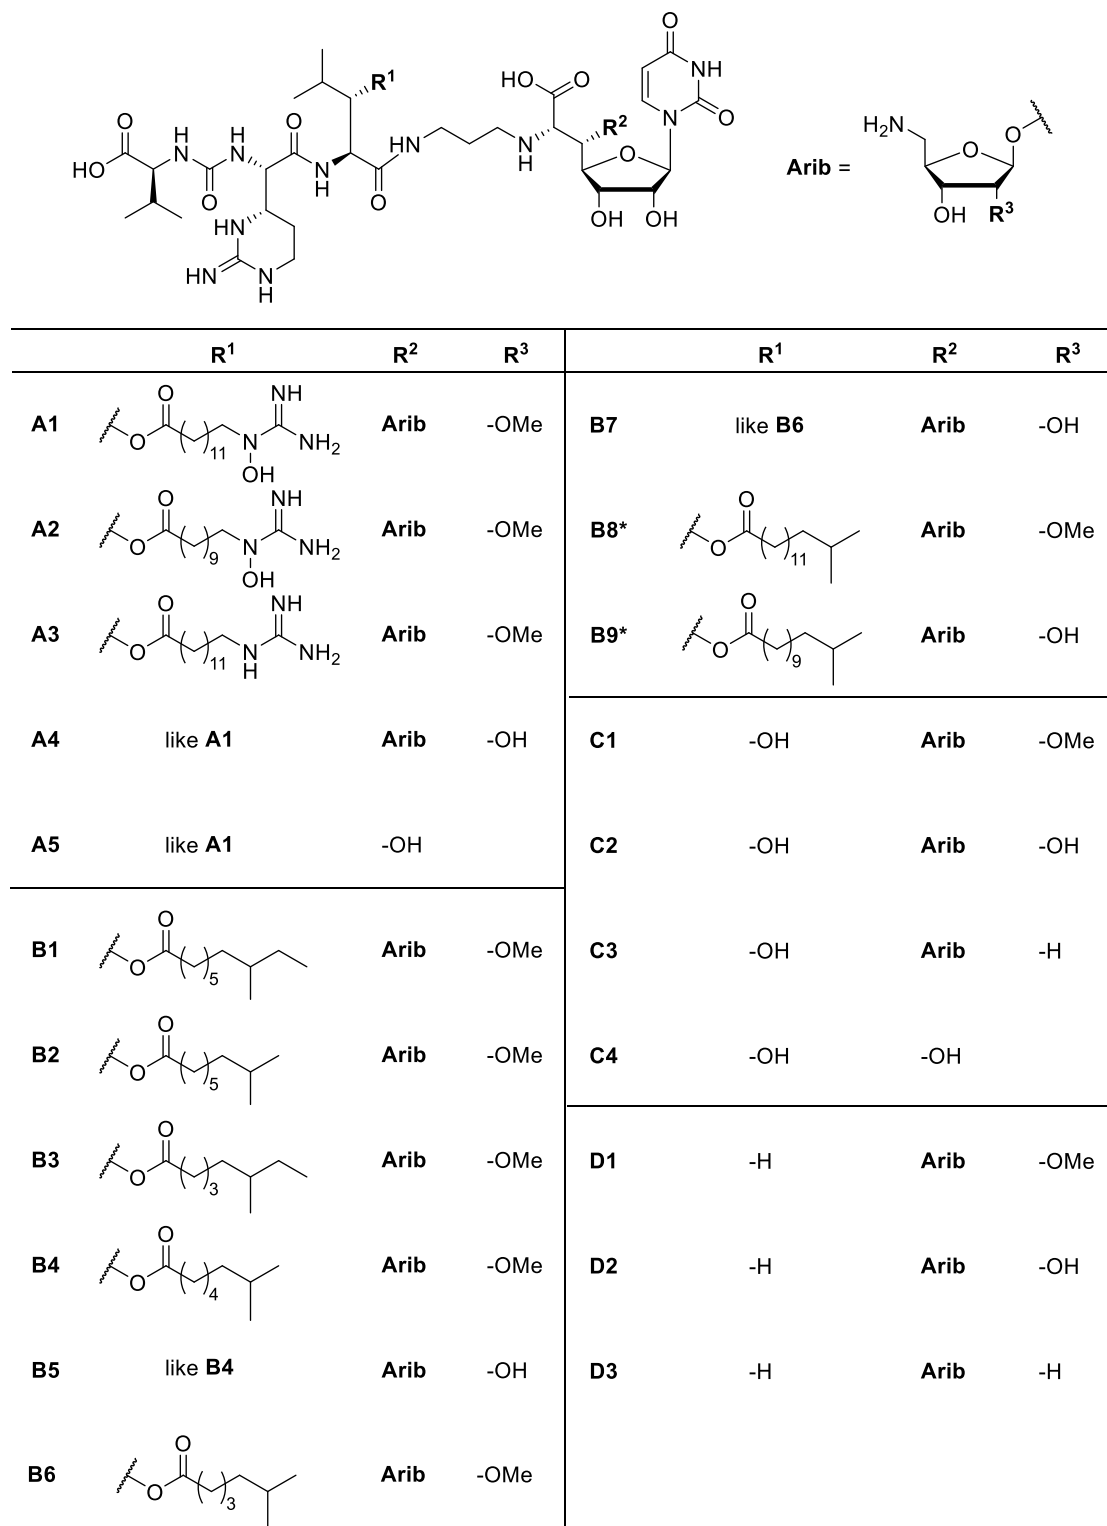 O
R1
HO
O
NH
O
H
N
H
N
O
H
N
N
H
R2
O
N
O
HO
O
N
H
O
OH
OH
HN
HN
N
H
H2N
O
O
Arib =
OH
R3
R1 R2 R3
A1 O O 11 N OH NH NH2 Arib -OMe
A2 O O 9 N OH NH NH2 Arib -OMe
A3 O O 11 N H NH NH2 Arib -OMe
A4 like A1 Arib -OH
A5 like A1 -OH
B1 O O 5 Arib -OMe
B2 O O 5 Arib -OMe
B3 O O 3 Arib -OMe
B4 O O 4 Arib -OMe
B5 like B4 Arib -OH
B6 O O 3 Arib -OMe
R1 R2 R3
B7 like B6 Arib -OH
B8* O O 11 Arib -OMe
B9* O O 9 Arib -OH
C1 -OH Arib -OMe
C2 -OH Arib -OH
C3 -OH Arib -H
C4 -OH -OH
D1 -H Arib -OMe
D2 -H Arib -OH
D3 -H Arib -H